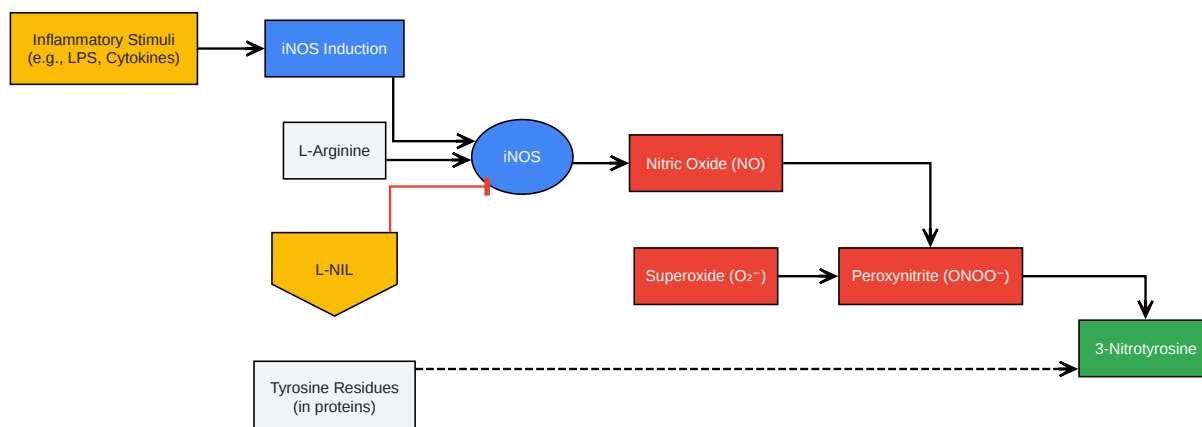 Inflammatory Stimuli
(e.g., LPS, Cytokines)
iNOS Induction
L-Arginine
iNOS
Nitric Oxide (NO)
L-NIL
Superoxide (O₂⁻)
Peroxynitrite (ONOO⁻)
3-Nitrotyrosine
Tyrosine Residues
(in proteins)